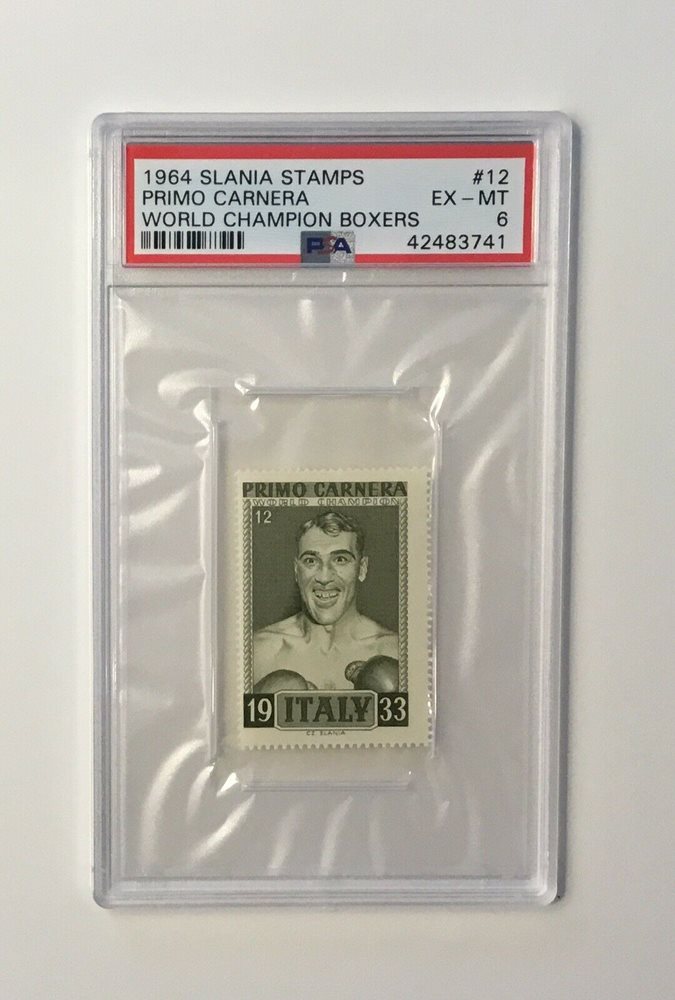 1964 SLANIA STAMPS #12
PRIMO CARNERA EX – MT
WORLD CHAMPION BOXERS 6
PSA 42483741
PRIMO CARNERA
WORLD CHAMPION
12
19 ITALY 33
CZ. SLANIA